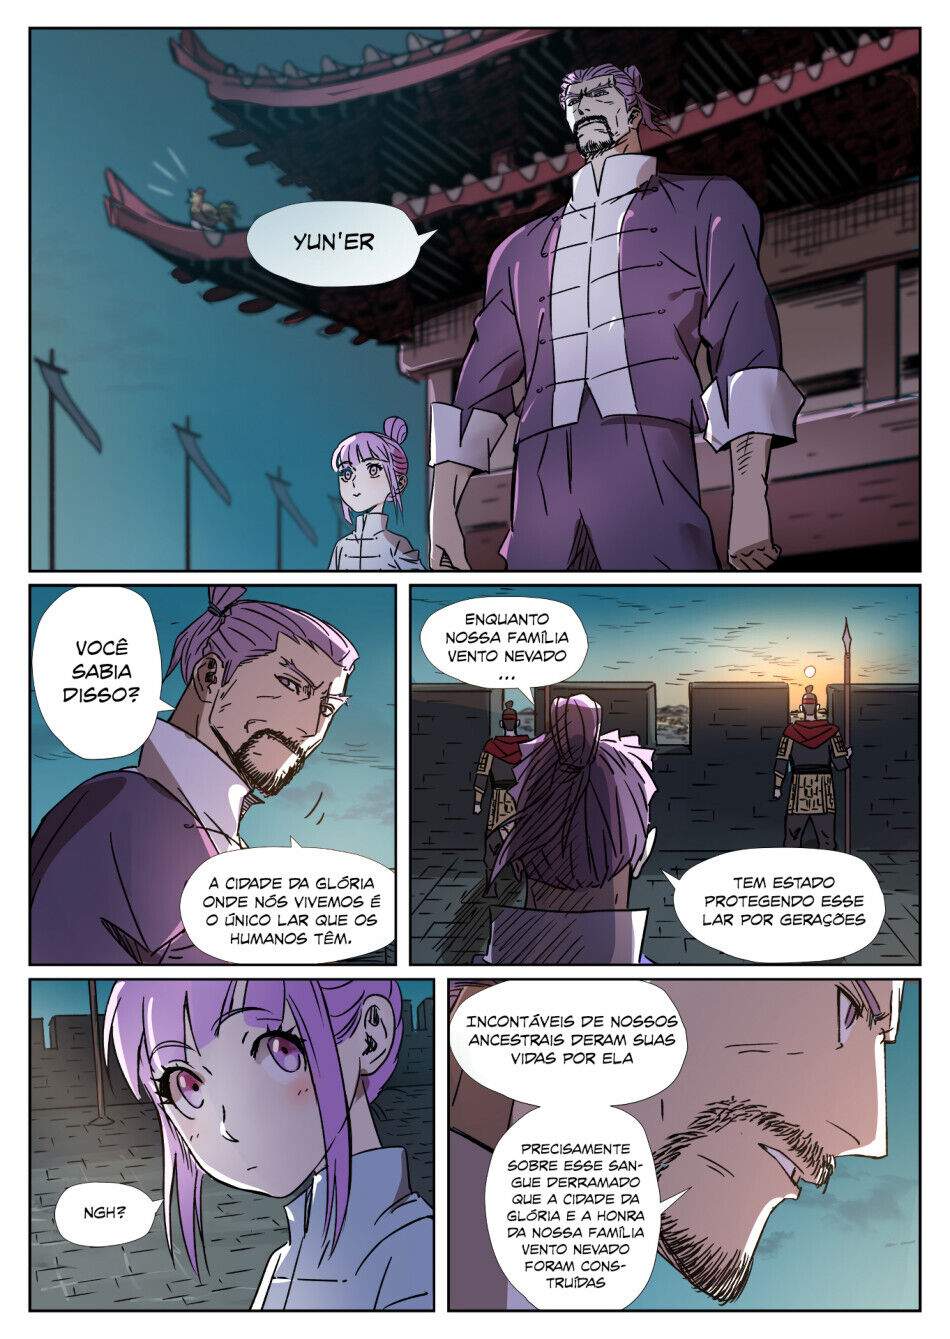 YUN'ER
VOCÊ
SABIA
DISSO?
A CIDADE DA GLÓRIA
ONDE NÓS VIVEMOS É
O ÚNICO LAR QUE OS
HUMANOS TÊM.
ENQUANTO
NOSSA FAMÍLIA
VENTO NEVADO
...
TEM ESTADO
PROTEGENDO ESSE
LAR POR GERAÇÕES
NGH?
INCONTÁVEIS DE NOSSOS
ANCESTRAIS DERAM SUAS
VIDAS POR ELA
PRECISAMENTE
SOBRE ESSE SAN-
GUE DERRAMADO
QUE A CIDADE DA
GLÓRIA E A HONRA
DA NOSSA FAMÍLIA
VENTO NEVADO
FORAM CONS-
TRUÍDAS